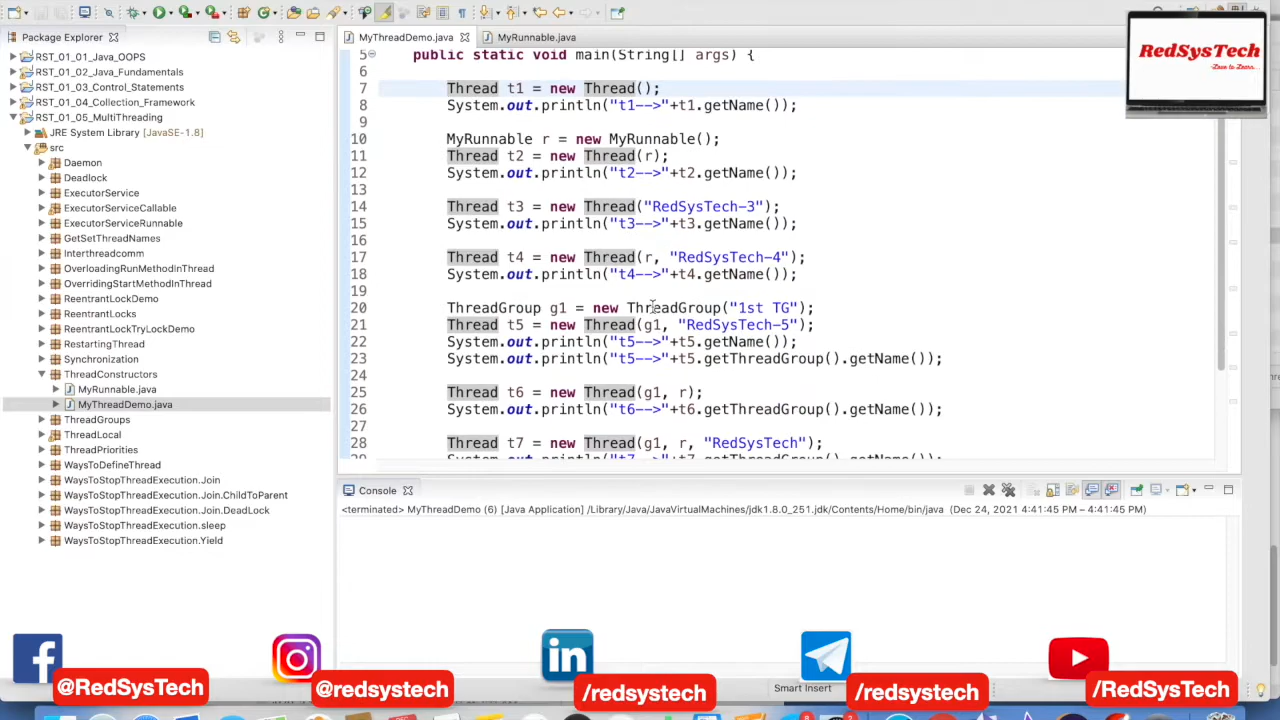 Package Explorer
RST_01_01_Java_OOPS
RST_01_02_Java_Fundamentals
RST_01_03_Control_Statements
RST_01_04_Collection_Framework
RST_01_05_MultiThreading
JRE System Library [JavaSE-1.8]
src
Daemon
Deadlock
ExecutorService
ExecutorServiceCallable
ExecutorServiceRunnable
GetSetThreadNames
Interthreadcomm
OverloadingRunMethodInThread
OverridingStartMethodInThread
ReentrantLockDemo
ReentrantLocks
ReentrantLockTryLockDemo
RestartingThread
Synchronization
ThreadConstructors
MyRunnable.java
MyThreadDemo.java
ThreadGroups
ThreadLocal
ThreadPriorities
WaysToDefineThread
WaysToStopThreadExecution.Join
WaysToStopThreadExecution.Join.ChildToParent
WaysToStopThreadExecution.Join.DeadLock
WaysToStopThreadExecution.sleep
WaysToStopThreadExecution.Yield
MyThreadDemo.java MyRunnable.java
5 public static void main(String[] args) {
6
7 Thread t1 = new Thread();
8 System.out.println("t1-->"+t1.getName());
9
10 MyRunnable r = new MyRunnable();
11 Thread t2 = new Thread(r);
12 System.out.println("t2-->"+t2.getName());
13
14 Thread t3 = new Thread("RedSysTech-3");
15 System.out.println("t3-->"+t3.getName());
16
17 Thread t4 = new Thread(r, "RedSysTech-4");
18 System.out.println("t4-->"+t4.getName());
19
20 ThreadGroup g1 = new ThreadGroup("1st TG");
21 Thread t5 = new Thread(g1, "RedSysTech-5");
22 System.out.println("t5-->"+t5.getName());
23 System.out.println("t5-->"+t5.getThreadGroup().getName());
24
25 Thread t6 = new Thread(g1, r);
26 System.out.println("t6-->"+t6.getThreadGroup().getName());
27
28 Thread t7 = new Thread(g1, r, "RedSysTech");
29 System.out.println("t7-->"+t7.getThreadGroup().getName());
RedSysTech
-Love to Learn.
Console
<terminated> MyThreadDemo (6) [Java Application] /Library/Java/JavaVirtualMachines/jdk1.8.0_251.jdk/Contents/Home/bin/java (Dec 24, 2021 4:41:45 PM – 4:41:45 PM)
Smart Insert
@RedSysTech
@redsystech
/redsystech
/redsystech
/RedSysTech